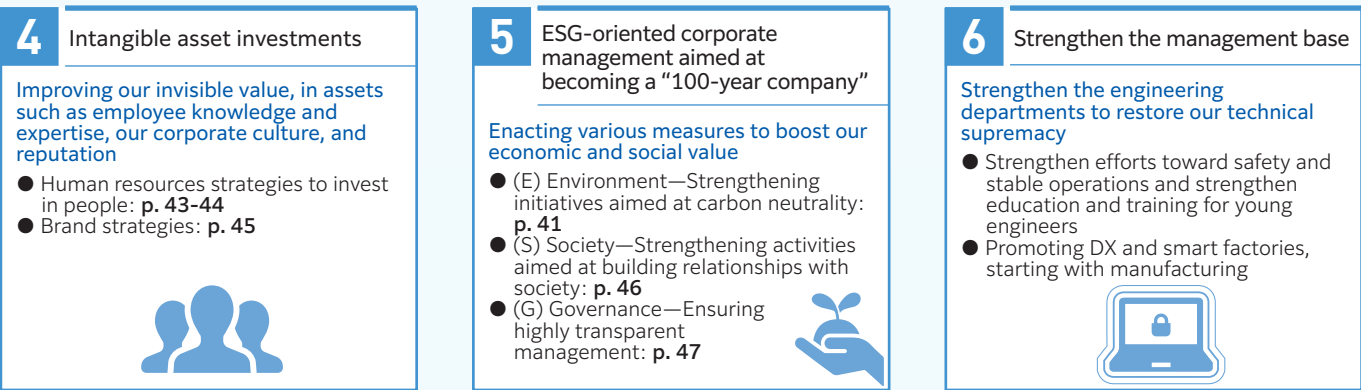 4
Intangible asset investments
Improving our invisible value, in assets
such as employee knowledge and
expertise, our corporate culture, and
reputation
● Human resources strategies to invest
in people: p. 43-44
● Brand strategies: p. 45
5
ESG-oriented corporate
management aimed at
becoming a “100-year company”
Enacting various measures to boost our
economic and social value
● (E) Environment—Strengthening
initiatives aimed at carbon neutrality:
p. 41
● (S) Society—Strengthening activities
aimed at building relationships with
society: p. 46
● (G) Governance—Ensuring
highly transparent
management: p. 47
6
Strengthen the management base
Strengthen the engineering
departments to restore our technical
supremacy
● Strengthen efforts toward safety and
stable operations and strengthen
education and training for young
engineers
● Promoting DX and smart factories,
starting with manufacturing